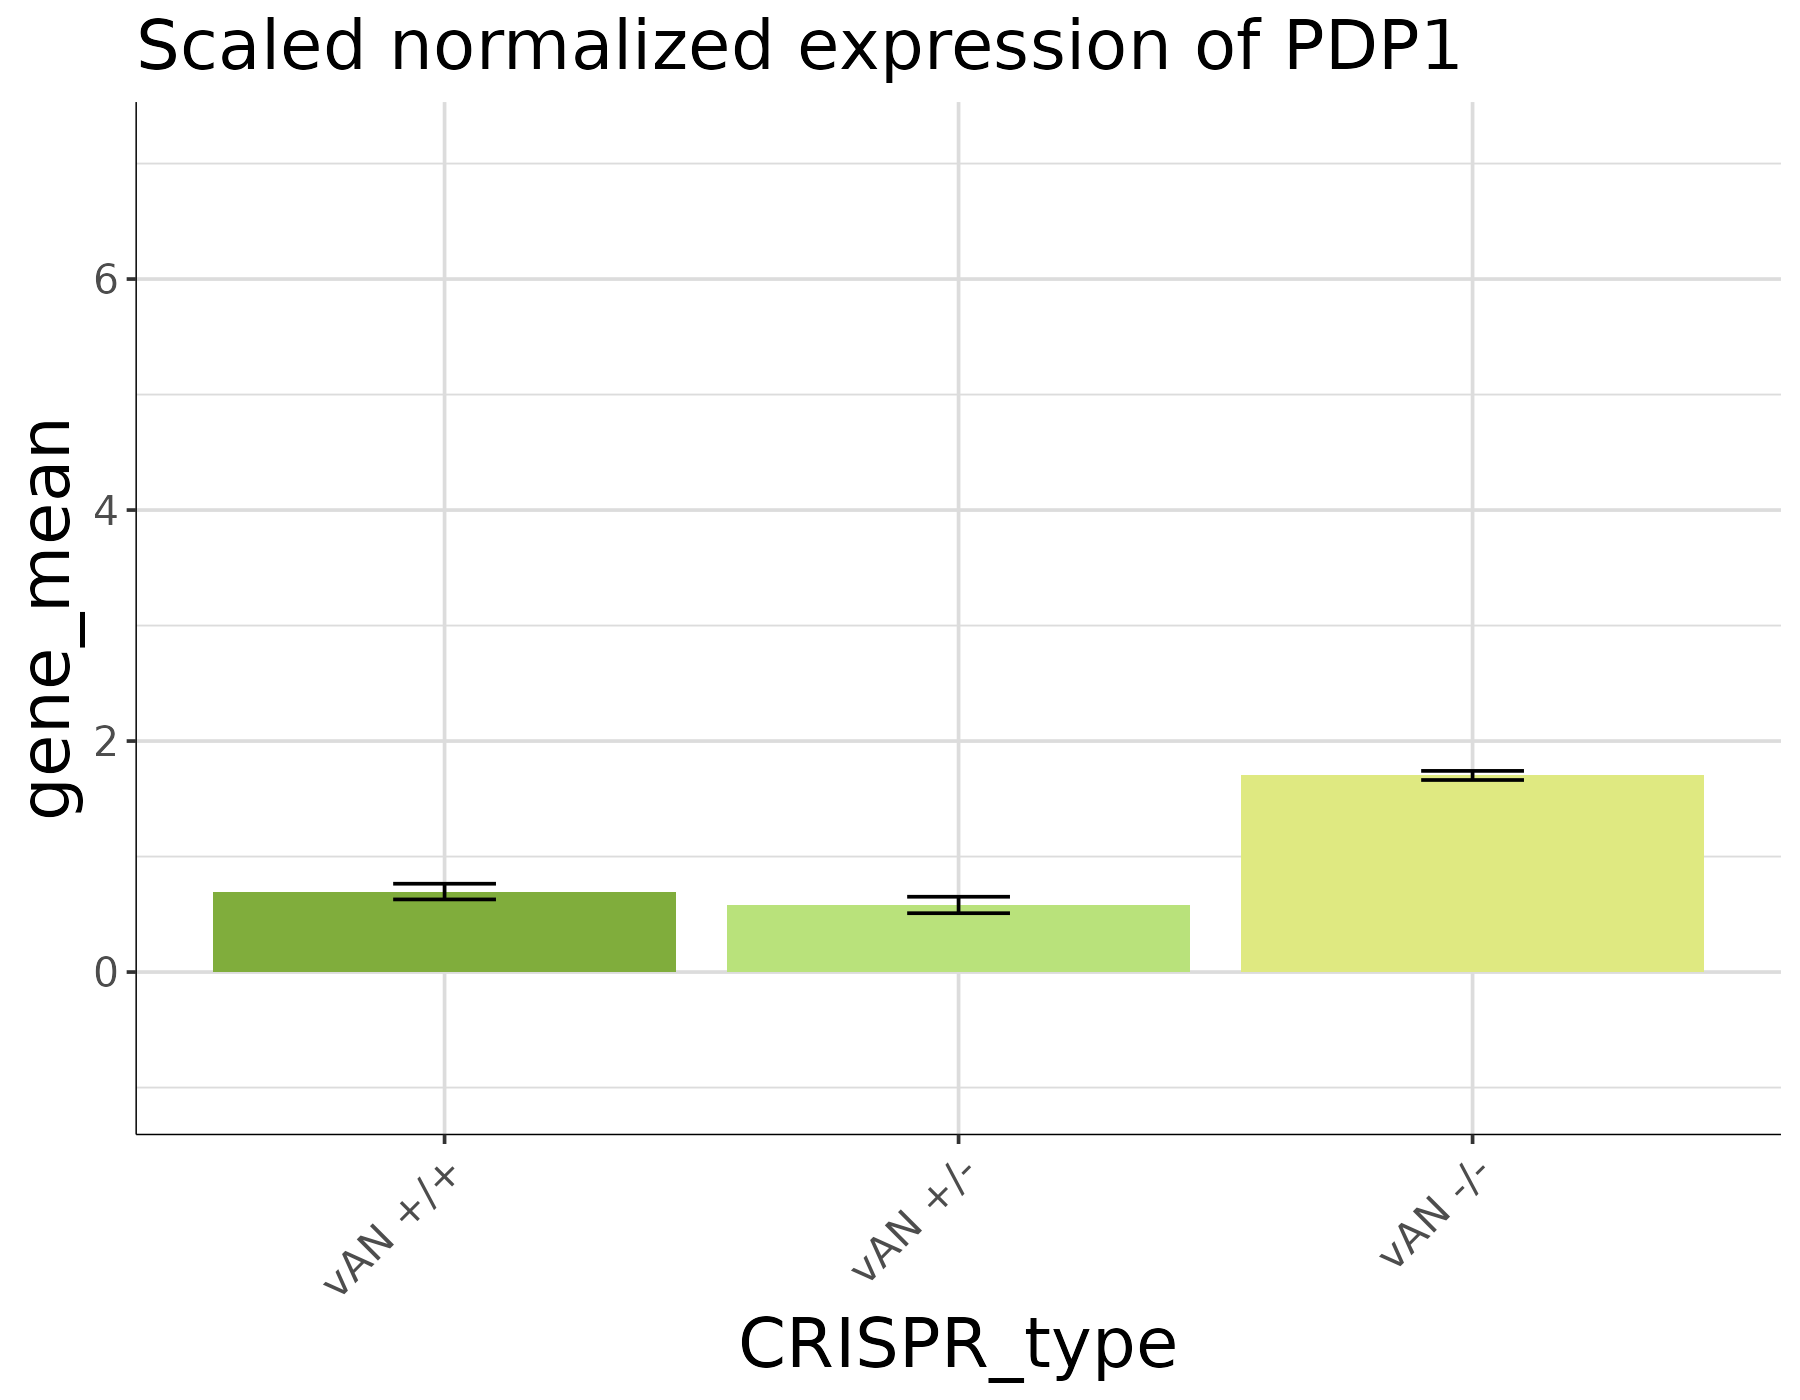 Scaled normalized expression of PDP1
gene_mean
6
4
2
0
vAN +/+
vAN +/-
vAN -/-
CRISPR_type